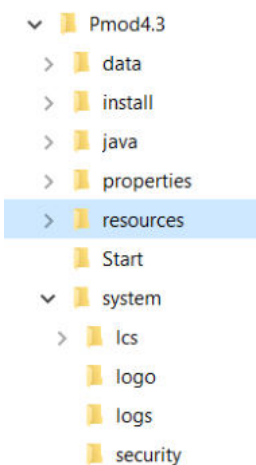 Pmod4.3
data
install
java
properties
resources
Start
system
lcs
logo
logs
security